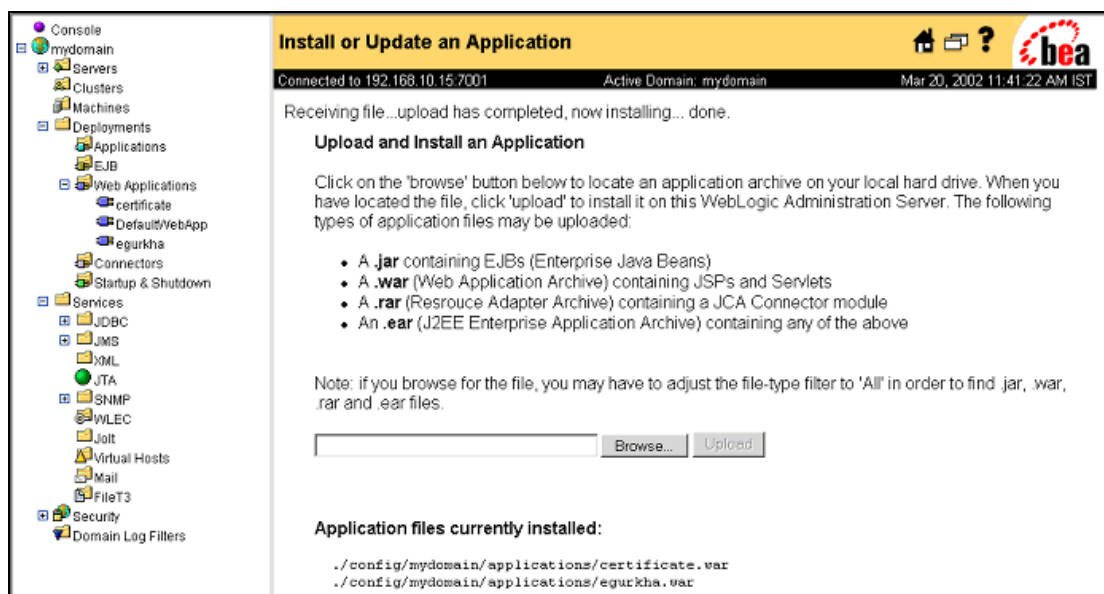 Console
mydomain
Servers
Clusters
Machines
Deployments
Applications
EJB
Web Applications
certificate
DefaultWebApp
egurkha
Connectors
Startup & Shutdown
Services
JDBC
JMS
XML
JTA
SNMP
WLEC
Jolt
Virtual Hosts
Mail
FileT3
Security
Domain Log Filters
Install or Update an Application
?
bea
Connected to 192.168.10.15:7001 Active Domain: mydomain Mar 20, 2002 11:41:22 AM IST
Receiving file...upload has completed, now installing... done.
Upload and Install an Application
Click on the 'browse' button below to locate an application archive on your local hard drive. When you
have located the file, click 'upload' to install it on this WebLogic Administration Server. The following
types of application files may be uploaded:
• A .jar containing EJBs (Enterprise Java Beans)
• A .war (Web Application Archive) containing JSPs and Servlets
• A .rar (Resrouce Adapter Archive) containing a JCA Connector module
• An .ear (J2EE Enterprise Application Archive) containing any of the above
Note: if you browse for the file, you may have to adjust the file-type filter to 'All' in order to find .jar, .war,
.rar and .ear files.
Browse... Upload
Application files currently installed:
./config/mydomain/applications/certificate.war
./config/mydomain/applications/egurkha.war